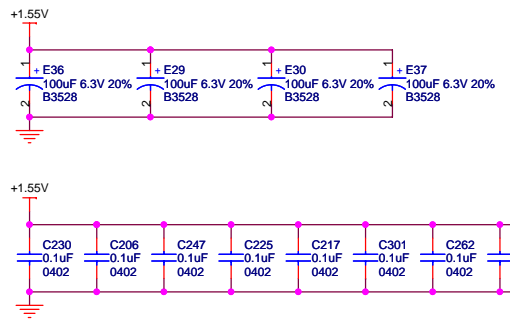 +1.55V
1 + E36 1 + E29 1 + E30 1 + E37
100uF 6.3V 20% 100uF 6.3V 20% 100uF 6.3V 20% 100uF 6.3V 20%
2 B3528 2 B3528 2 B3528 2 B3528
+1.55V
C230 C206 C247 C225 C217 C301 C262
0.1uF 0.1uF 0.1uF 0.1uF 0.1uF 0.1uF 0.1uF
0402 0402 0402 0402 0402 0402 0402